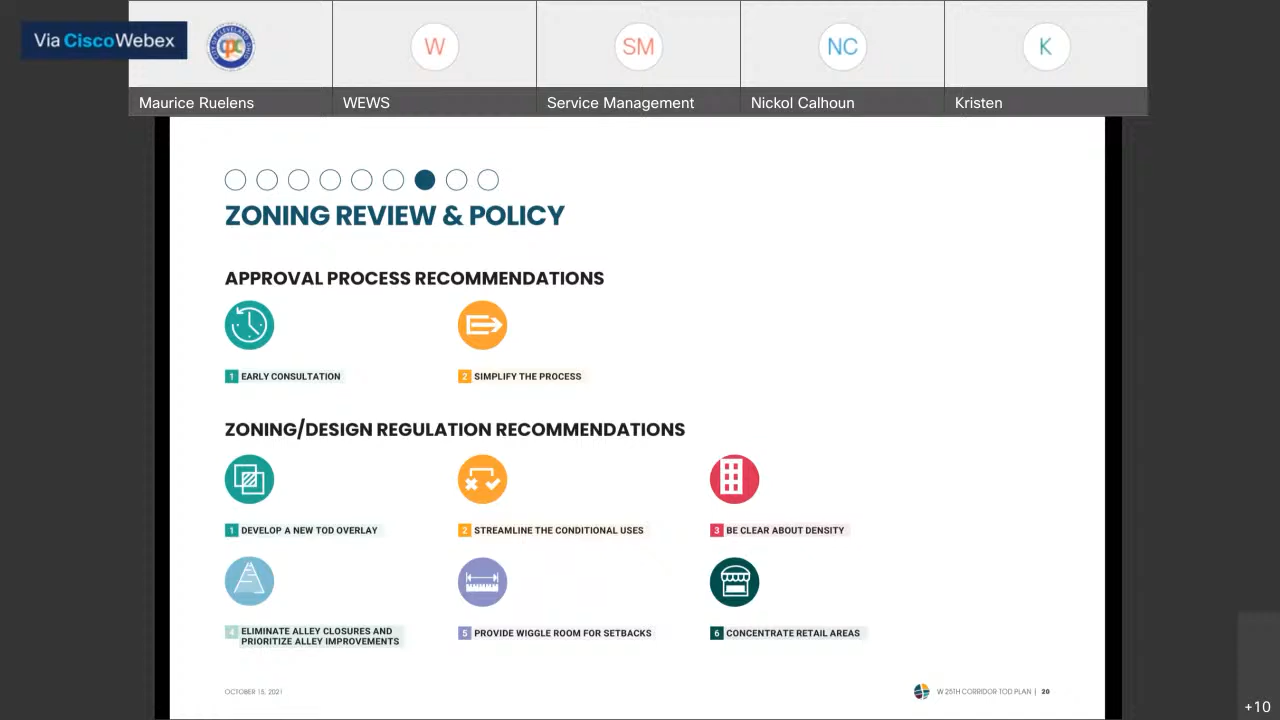 Via Cisco Webex
W
SM
NC
K
Maurice Ruelens
WEWS
Service Management
Nickol Calhoun
Kristen
ZONING REVIEW & POLICY
APPROVAL PROCESS RECOMMENDATIONS
1 EARLY CONSULTATION
2 SIMPLIFY THE PROCESS
ZONING/DESIGN REGULATION RECOMMENDATIONS
1 DEVELOP A NEW TOD OVERLAY
2 STREAMLINE THE CONDITIONAL USES
3 BE CLEAR ABOUT DENSITY
4 ELIMINATE ALLEY CLOSURES AND
PRIORITIZE ALLEY IMPROVEMENTS
5 PROVIDE WIGGLE ROOM FOR SETBACKS
6 CONCENTRATE RETAIL AREAS
OCTOBER 15, 2021
W 25TH CORRIDOR TOD PLAN | 20
+10